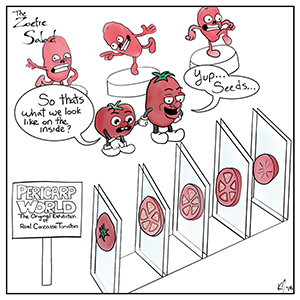 The
Zoetic
Salad
So thats
what we look
like on the
inside?
Yup...
Seeds...
PERICARP
WORLD
The Original Exhibition
of
Real Carcasse Tomatoes